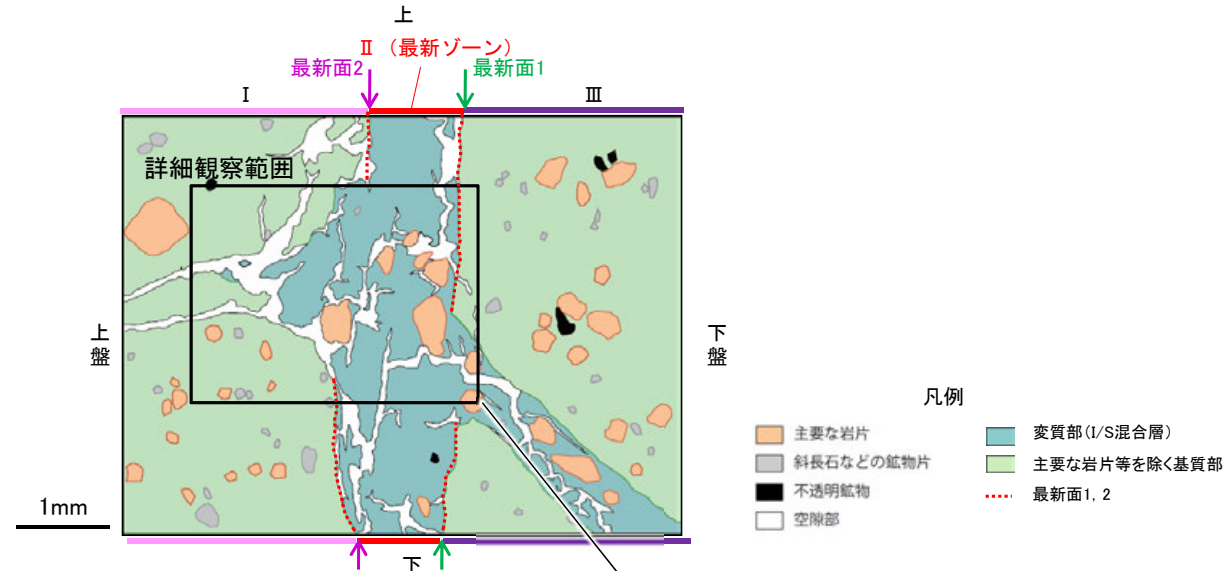 上
Ⅱ （最新ゾーン）
最新面2
最新面1
Ⅰ
Ⅲ
詳細観察範囲
上盤
下盤
1mm
下
凡例
主要な岩片
斜長石などの鉱物片
不透明鉱物
空隙部
変質部(I/S混合層)
主要な岩片等を除く基質部
最新面1, 2